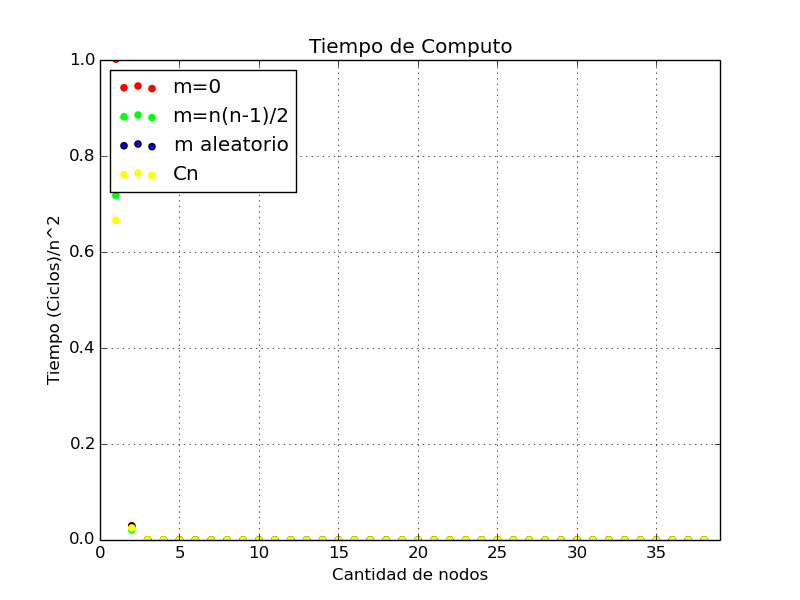 Tiempo de Computo
m=0
m=n(n-1)/2
m aleatorio
Cn
Tiempo (Ciclos)/n^2
1.0
0.8
0.6
0.4
0.2
0.0
0 5 10 15 20 25 30 35
Cantidad de nodos